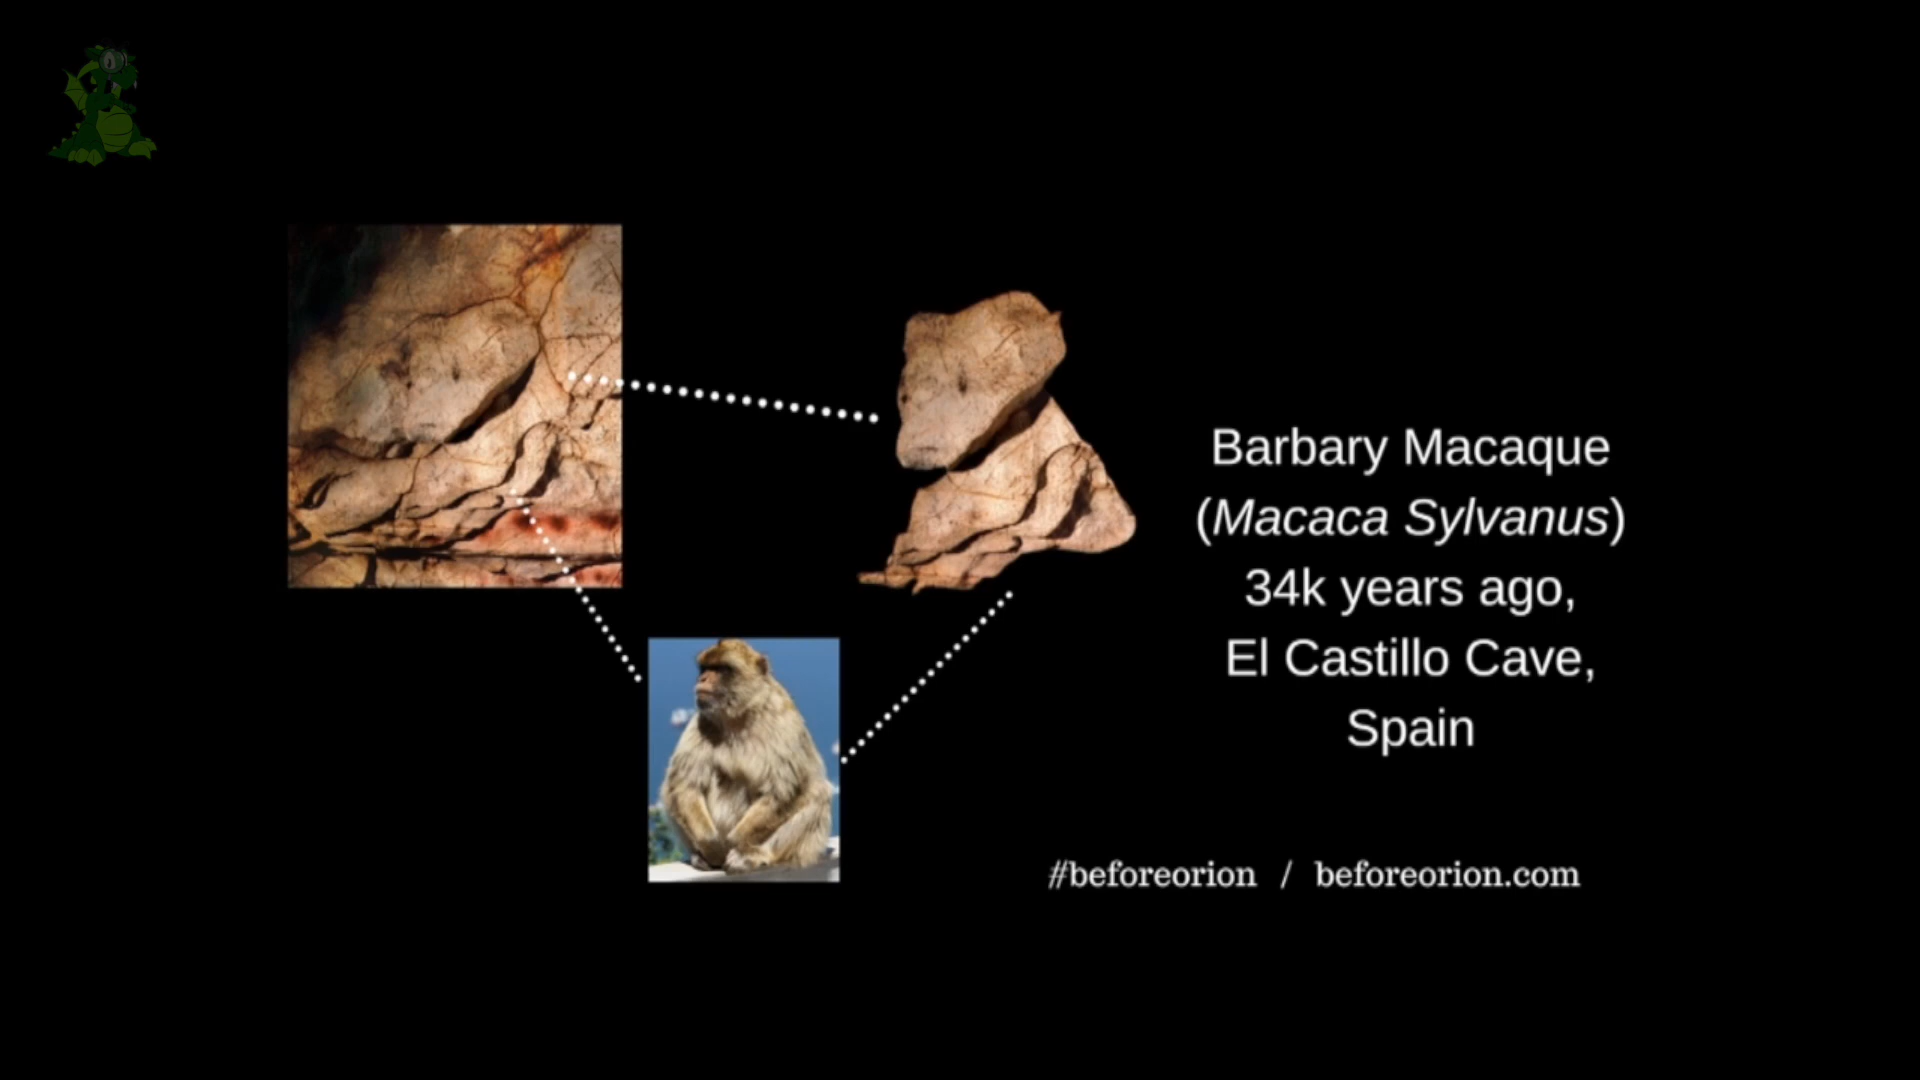 Barbary Macaque
(Macaca Sylvanus)
34k years ago,
El Castillo Cave,
Spain
#beforeorion / beforeorion.com